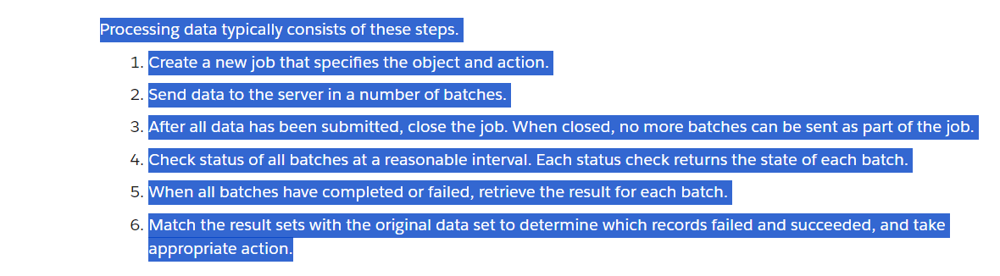 Processing data typically consists of these steps.
1. Create a new job that specifies the object and action.
2. Send data to the server in a number of batches.
3. After all data has been submitted, close the job. When closed, no more batches can be sent as part of the job.
4. Check status of all batches at a reasonable interval. Each status check returns the state of each batch.
5. When all batches have completed or failed, retrieve the result for each batch.
6. Match the result sets with the original data set to determine which records failed and succeeded, and take
appropriate action.